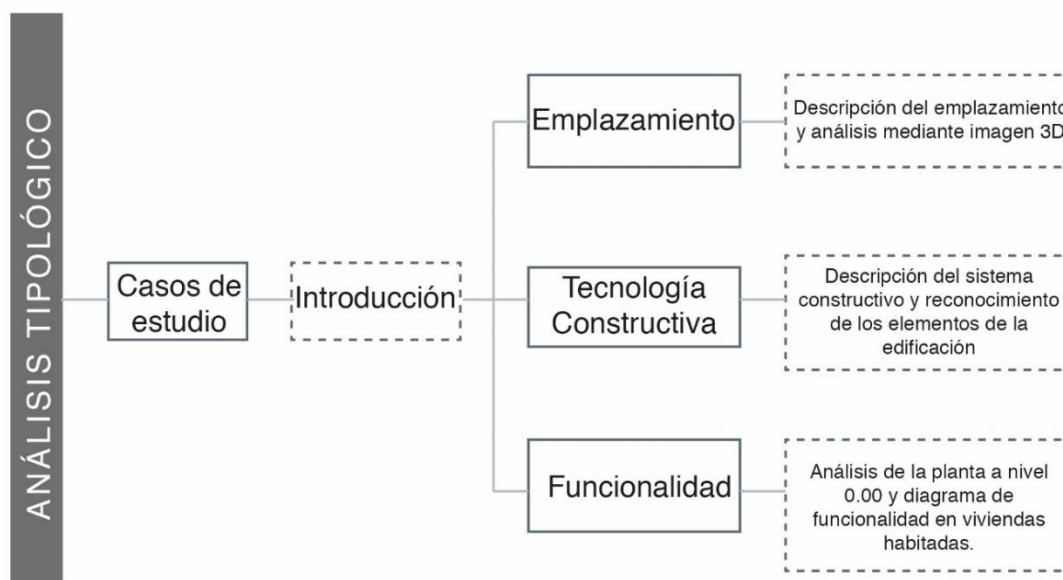 ANÁLISIS TIPOLÓGICO
Casos de
estudio
Introducción
Emplazamiento
Descripción del emplazamiento
y análisis mediante imagen 3D
Tecnología
Constructiva
Descripción del sistema
constructivo y reconocimiento
de los elementos de la
edificación
Funcionalidad
Análisis de la planta a nivel
0.00 y diagrama de
funcionalidad en viviendas
habitadas.